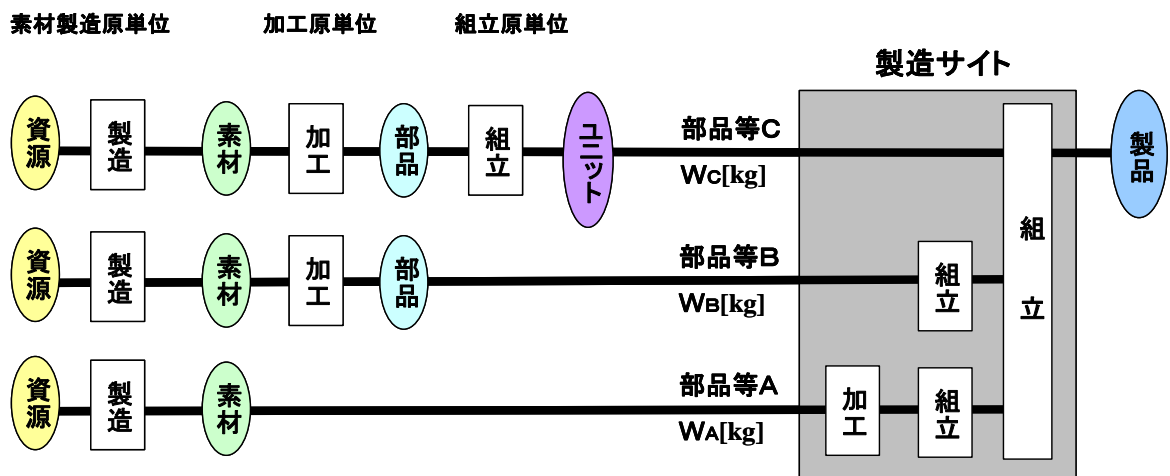 素材製造原単位 加工原単位 組立原単位
製造サイト
資源 製造 素材 加工 部品 組立 ユニット 部品等C 製品
Wc[kg]
資源 製造 素材 加工 部品 部品等B 組立
WB[kg]
組立
資源 製造 素材 部品等A 加工 組立
WA[kg]